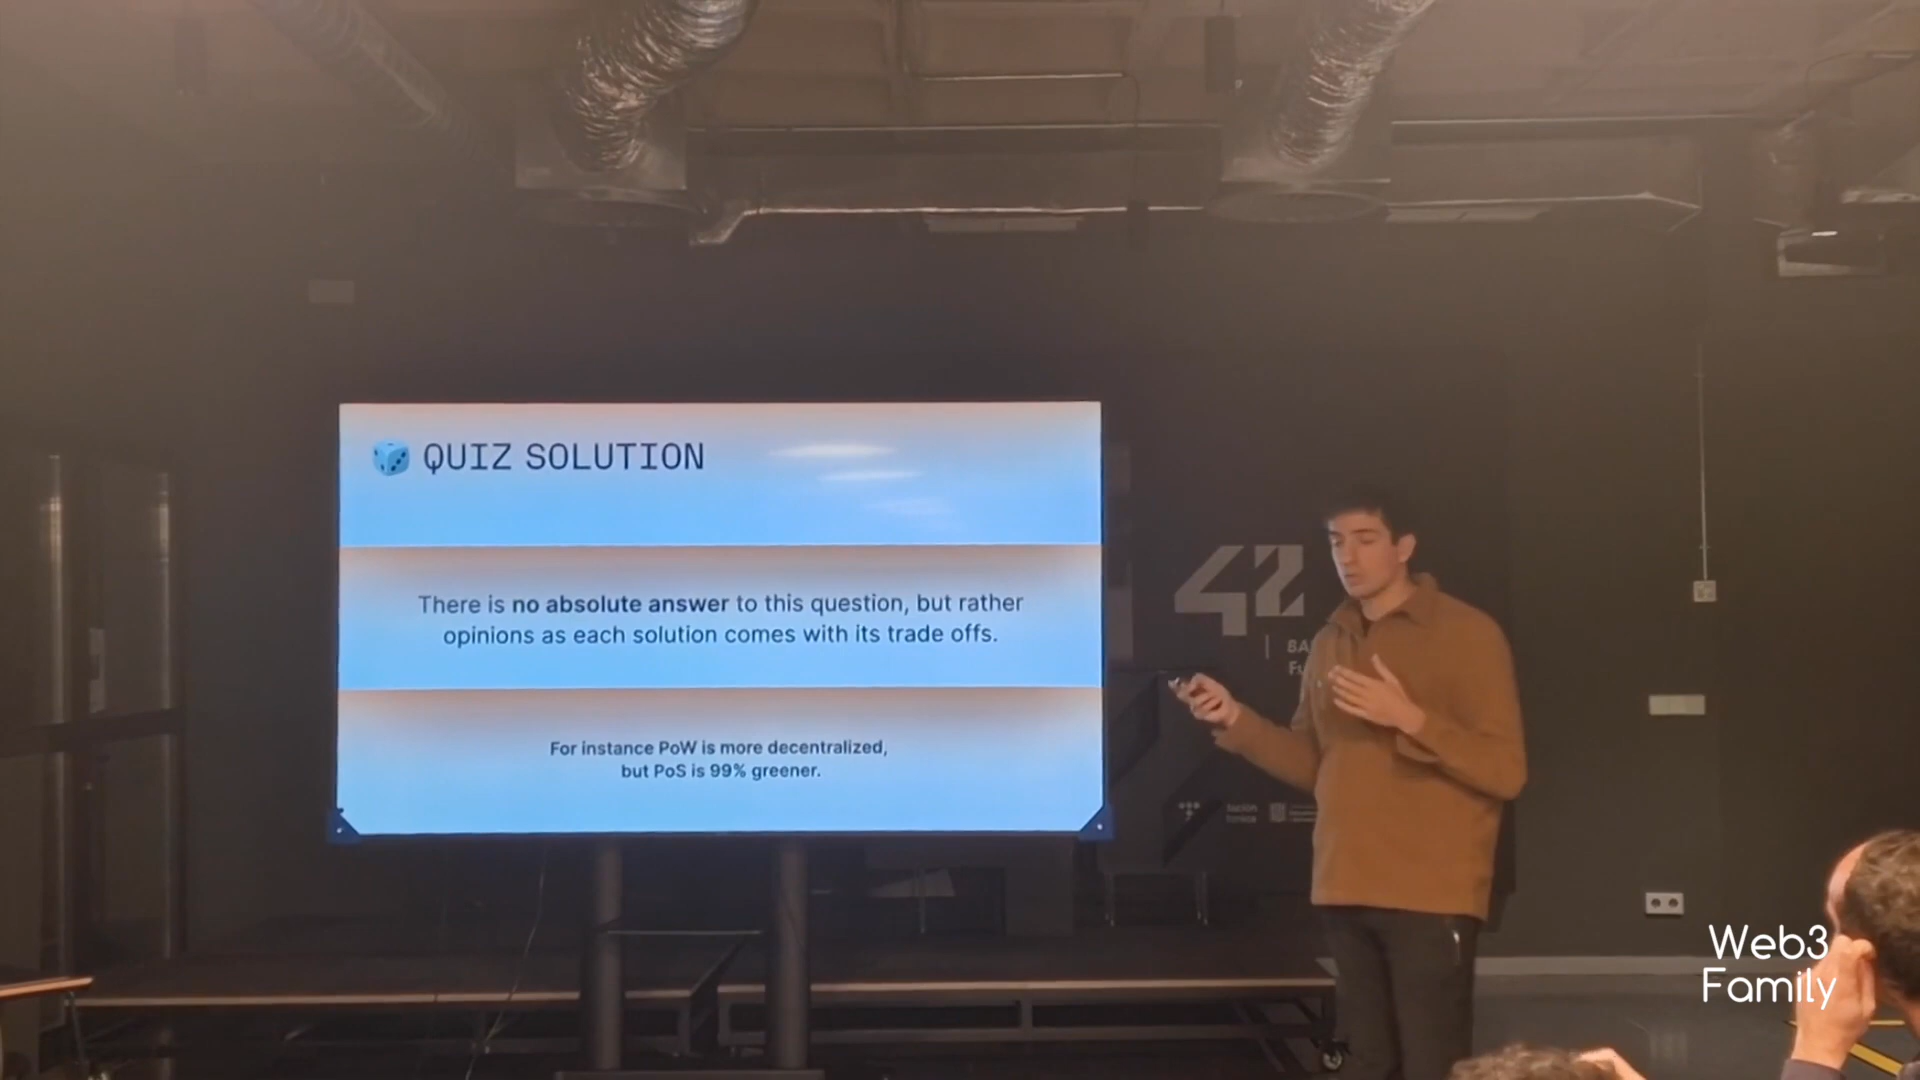 QUIZ SOLUTION
There is no absolute answer to this question, but rather
opinions as each solution comes with its trade offs.
For instance PoW is more decentralized,
but PoS is 99% greener.
42
Web3
Family